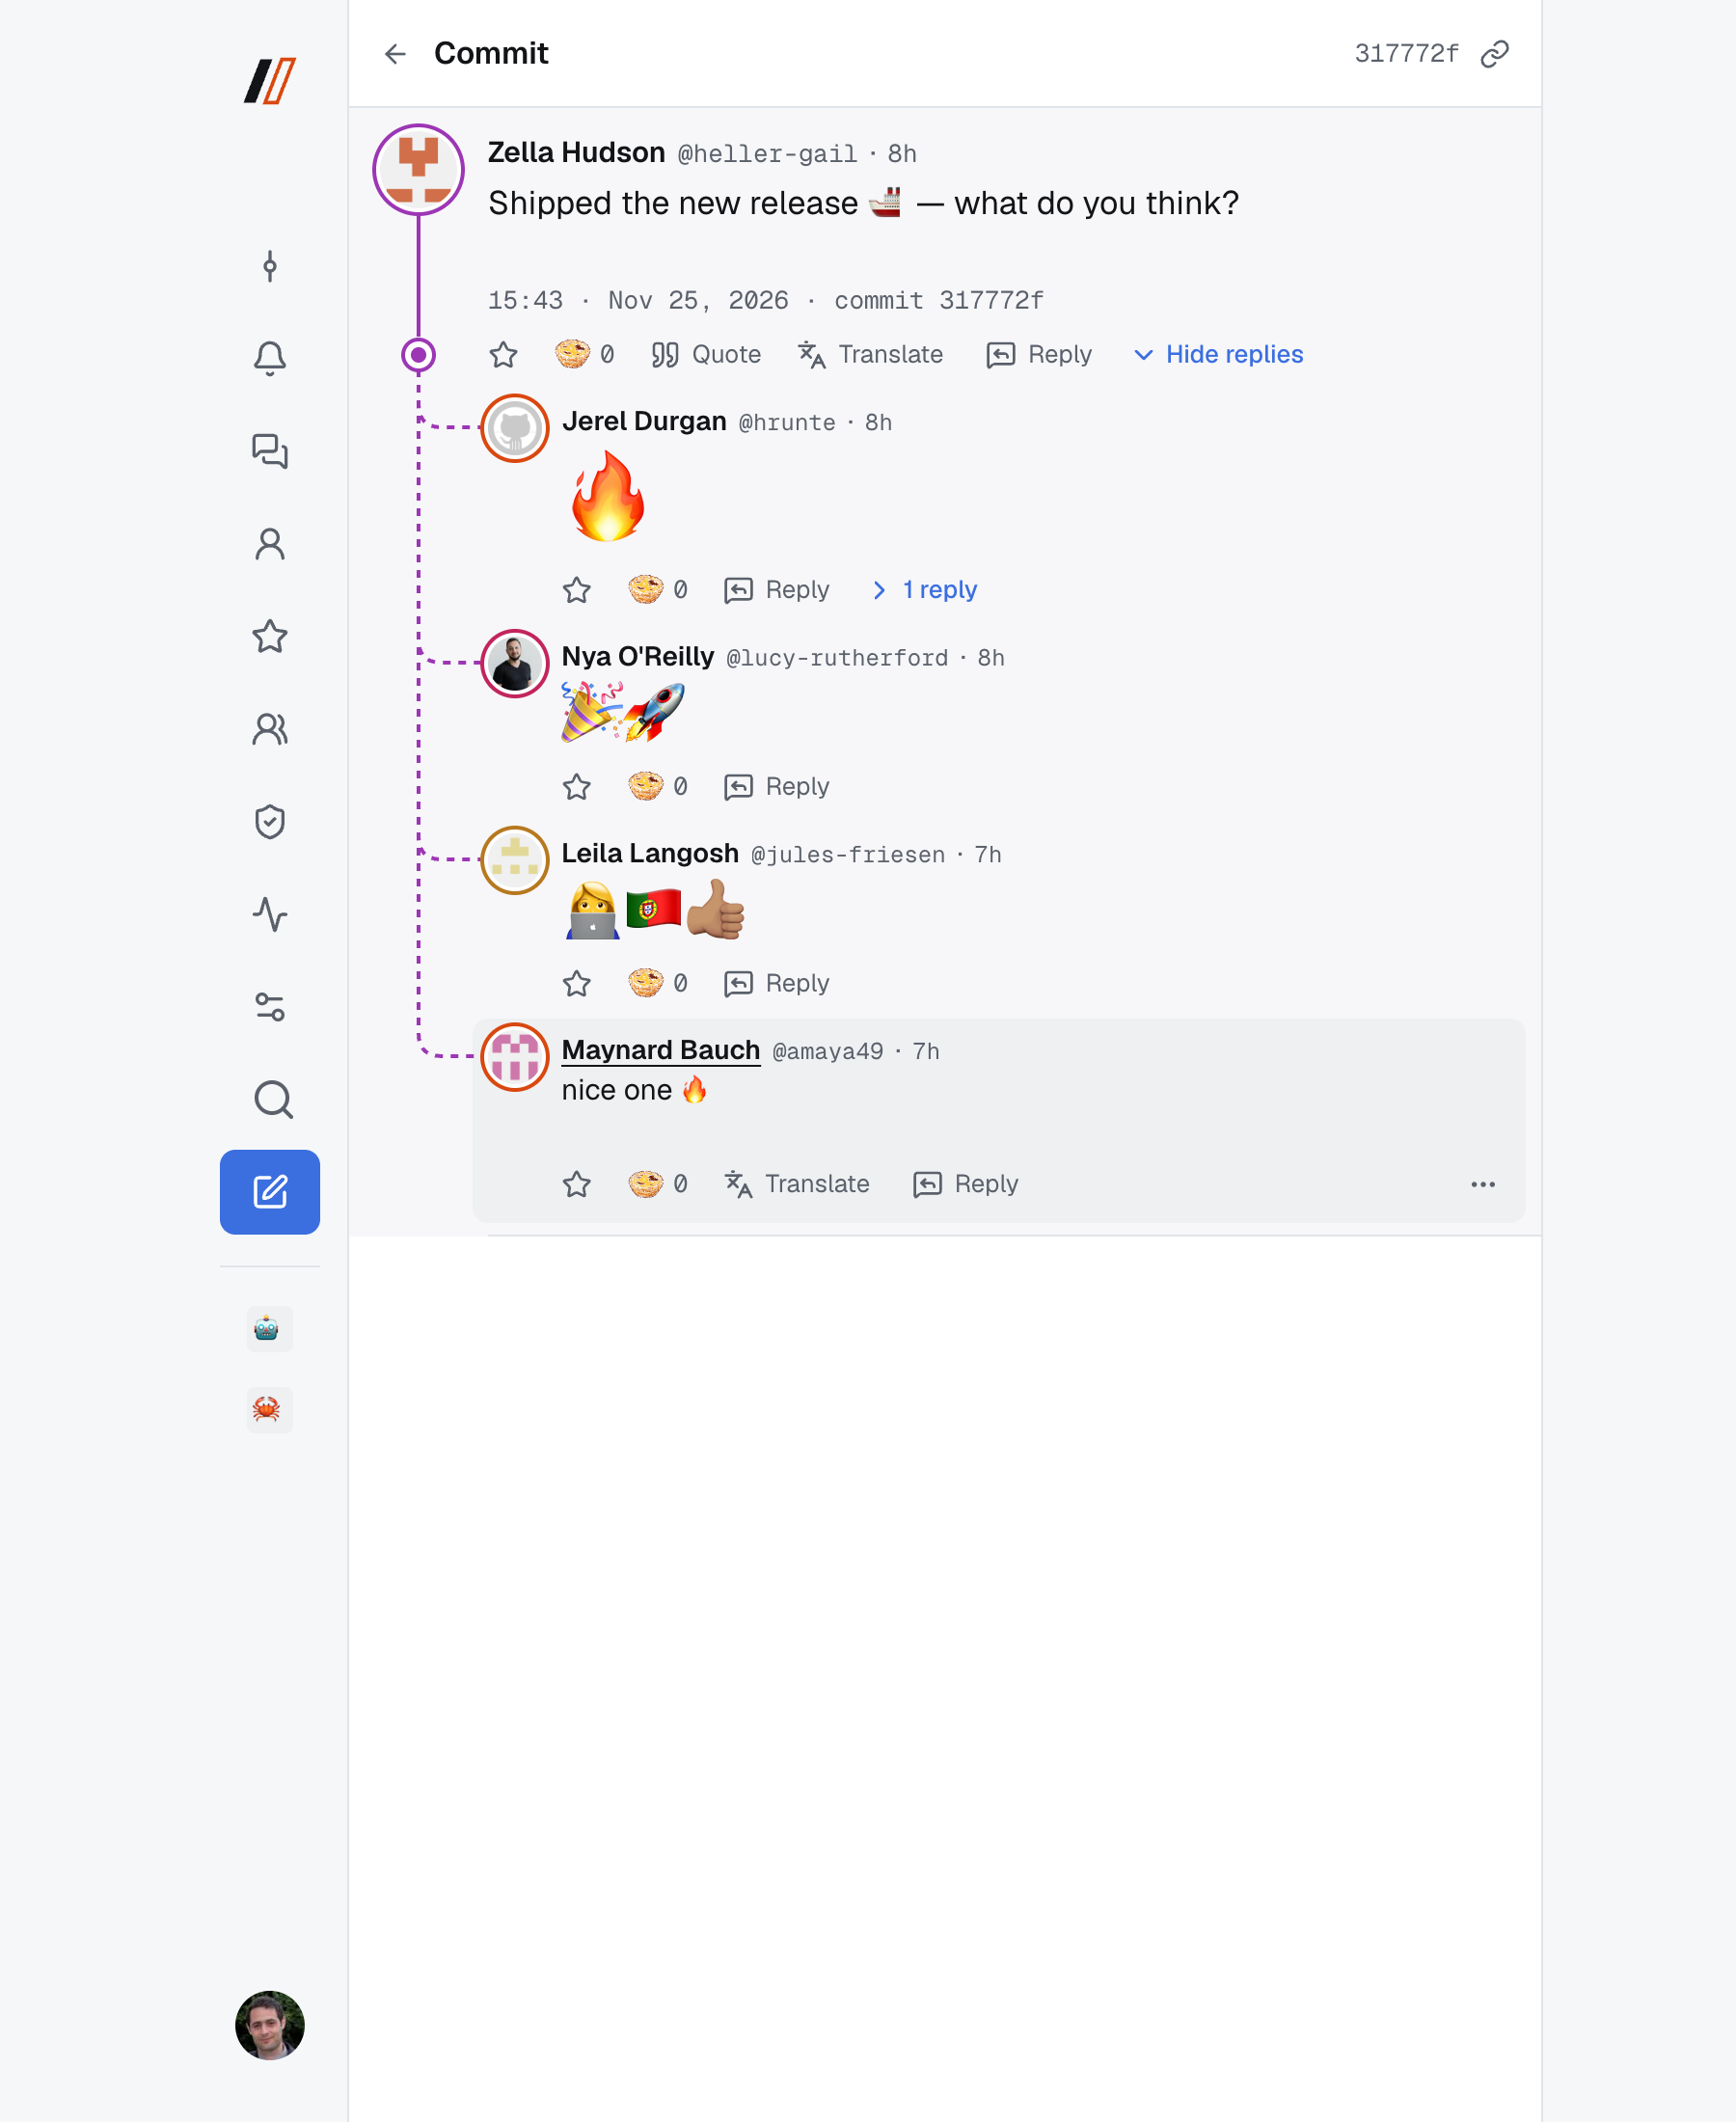 Commit
317772f
Zella Hudson @heller-gail · 8h
Shipped the new release 🚢 — what do you think?
15:43 · Nov 25, 2026 · commit 317772f
0 Quote Translate Reply Hide replies
Jerel Durgan @hrunte · 8h
🔥
0 Reply 1 reply
Nya O'Reilly @lucy-rutherford · 8h
🎉🚀
0 Reply
Leila Langosh @jules-friesen · 7h
👩‍💻🇵🇹👍🏽
0 Reply
Maynard Bauch @amaya49 · 7h
nice one 🔥
0 Translate Reply